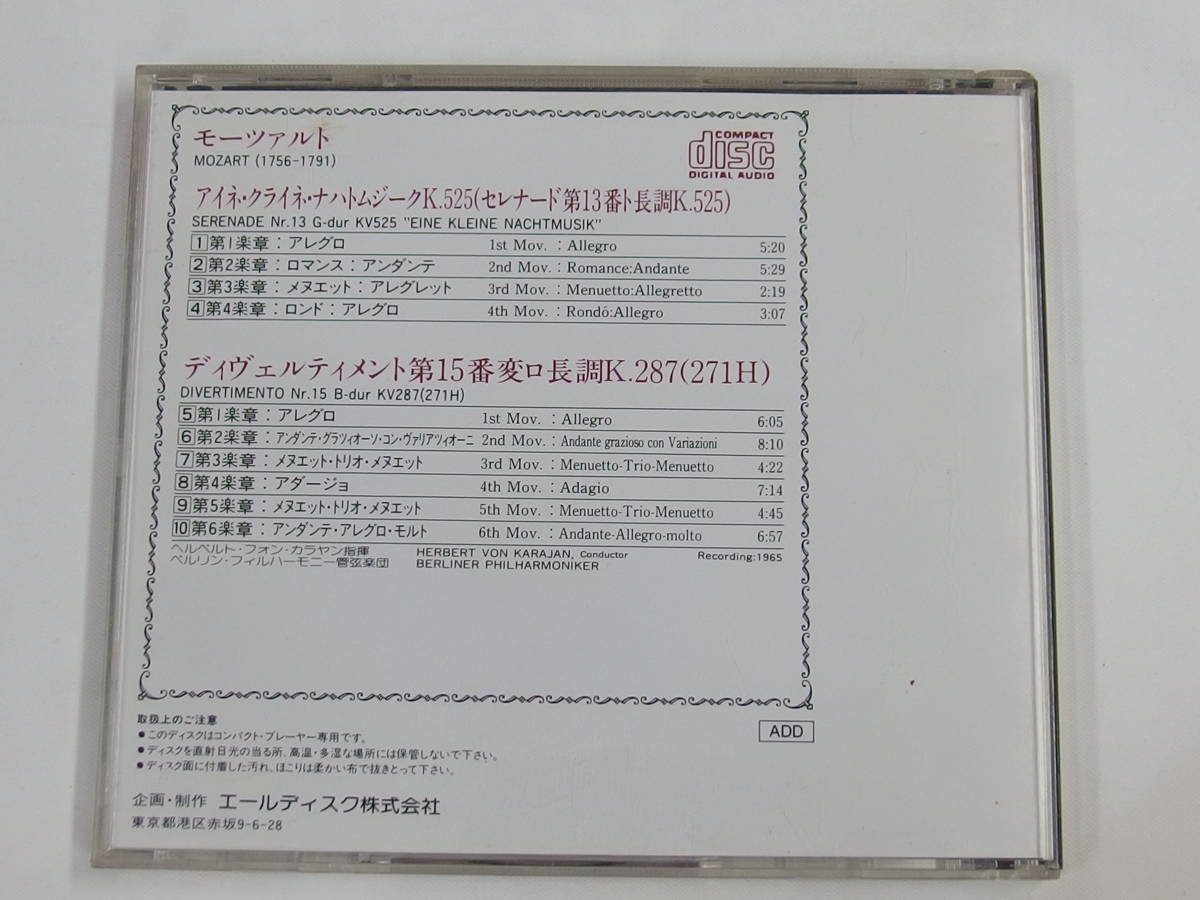 モーツァルト
MOZART (1756-1791)
COMPACT
disc
DIGITAL AUDIO
アイネ・クライネ・ナハトムジークK.525(セレナード第13番ト長調K.525)
SERENADE Nr.13 G-dur KV525 "EINE KLEINE NACHTMUSIK"
1 第1楽章：アレグロ 1st Mov.：Allegro 5:20
2 第2楽章：ロマンス：アンダンテ 2nd Mov.：Romance:Andante 5:29
3 第3楽章：メヌエット：アレグレット 3rd Mov.：Menuetto:Allegretto 2:19
4 第4楽章：ロンド：アレグロ 4th Mov.：Rondó:Allegro 3:07
ディヴェルティメント第15番変ロ長調K.287(271H)
DIVERTIMENTO Nr.15 B-dur KV287(271H)
5 第1楽章：アレグロ 1st Mov.：Allegro 6:05
6 第2楽章：アンダンテ・グラツィオーソ・コン・ヴァリアツィオーニ 2nd Mov.：Andante grazioso con Variazioni 8:10
7 第3楽章：メヌエット・トリオ・メヌエット 3rd Mov.：Menuetto-Trio-Menuetto 4:22
8 第4楽章：アダージョ 4th Mov.：Adagio 7:14
9 第5楽章：メヌエット・トリオ・メヌエット 5th Mov.：Menuetto-Trio-Menuetto 4:45
10 第6楽章：アンダンテ・アレグロ・モルト 6th Mov.：Andante-Allegro-molto 6:57
ヘルベルト・フォン・カラヤン指揮 HERBERT VON KARAJAN, Conductor Recording:1965
ベルリン・フィルハーモニー管弦楽団 BERLINER PHILHARMONIKER
取扱上のご注意
●このディスクはコンパクト・プレーヤー専用です。
●ディスクを直射日光の当る所、高温・多湿な場所には保管しないで下さい。
●ディスク面に付着した汚れ、ほこりは柔かい布で抜きとって下さい。
ADD
企画・制作 エールディスク株式会社
東京都港区赤坂9-6-28